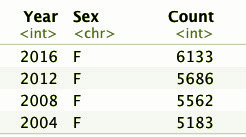 Year Sex Count
<int> <chr> <int>
2016 F 6133
2012 F 5686
2008 F 5562
2004 F 5183